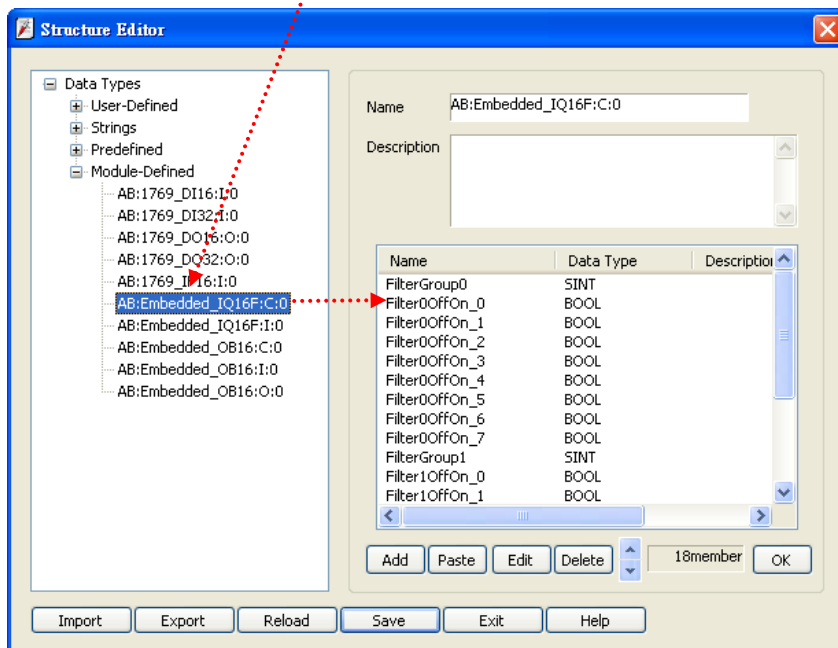 Structure Editor
Data Types
User-Defined
Strings
Predefined
Module-Defined
AB:1769_DI16:I:0
AB:1769_DI32:I:0
AB:1769_DO16:O:0
AB:1769_DO32:O:0
AB:Embedded_IQ16F:C:0
AB:Embedded_IQ16F:I:0
AB:Embedded_OB16:C:0
AB:Embedded_OB16:I:0
AB:Embedded_OB16:O:0
Name AB:Embedded_IQ16F:C:0
Description
Name Data Type Description
FilterGroup0 SINT
Filter0OffOn_0 BOOL
Filter0OffOn_1 BOOL
Filter0OffOn_2 BOOL
Filter0OffOn_3 BOOL
Filter0OffOn_4 BOOL
Filter0OffOn_5 BOOL
Filter0OffOn_6 BOOL
Filter0OffOn_7 BOOL
FilterGroup1 SINT
Filter1OffOn_0 BOOL
Filter1OffOn_1 BOOL
Add Paste Edit Delete 18member OK
Import Export Reload Save Exit Help